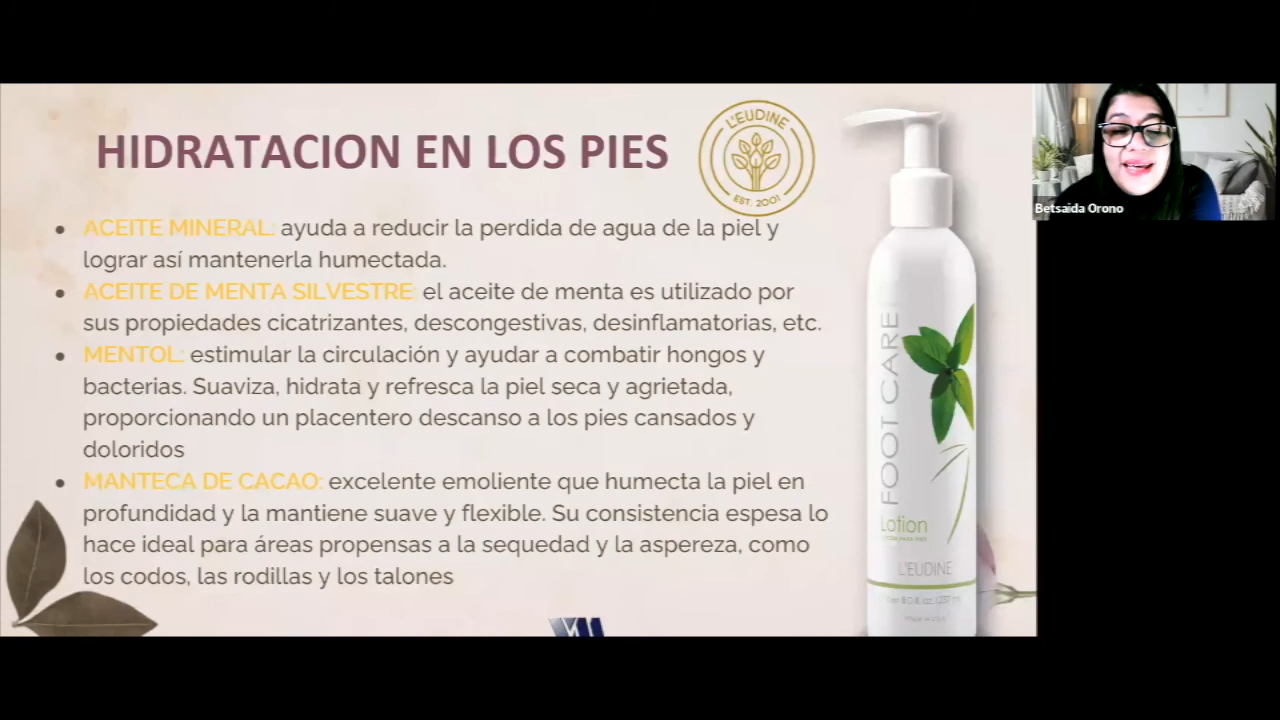 HIDRATACION EN LOS PIES
L'EUDINE
EST. 2001
• ACEITE MINERAL: ayuda a reducir la perdida de agua de la piel y
lograr así mantenerla humectada.
• ACEITE DE MENTA SILVESTRE: el aceite de menta es utilizado por
sus propiedades cicatrizantes, descongestivas, desinflamatorias, etc.
• MENTOL: estimular la circulación y ayudar a combatir hongos y
bacterias. Suaviza, hidrata y refresca la piel seca y agrietada,
proporcionando un placentero descanso a los pies cansados y
doloridos
• MANTECA DE CACAO: excelente emoliente que humecta la piel en
profundidad y la mantiene suave y flexible. Su consistencia espesa lo
hace ideal para áreas propensas a la sequedad y la aspereza, como
los codos, las rodillas y los talones
FOOT CARE
Lotion
L'EUDINE
Betsaida Orono